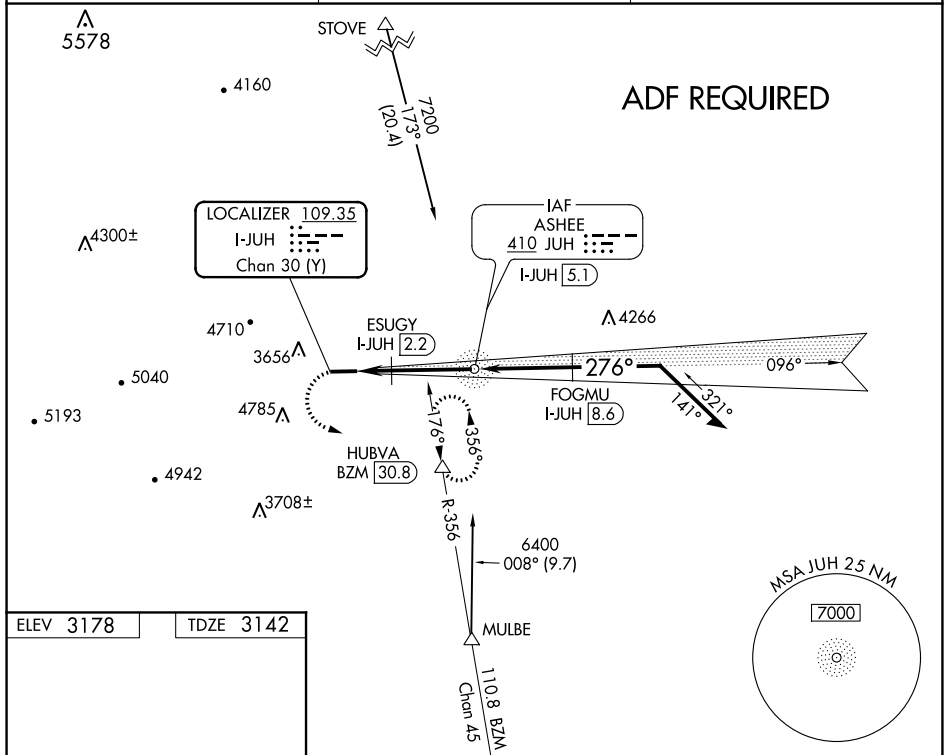 5578
STOVE
4160
7200
173°
(20.4)
ADF REQUIRED
LOCALIZER 109.35
I-JUH
Chan 30 (Y)
IAF
ASHEE
410 JUH
I-JUH 5.1
4300±
4710
3656
ESUGY
I-JUH 2.2
4266
276°
096°
5040
5193
4785
FOGMU
I-JUH 8.6
321°
141°
176°
356°
HUBVA
BZM 30.8
4942
3708±
R-356
6400
008° (9.7)
MSA JUH 25 NM
7000
ELEV 3178
TDZE 3142
MULBE
110.8 BZM
Chan 45